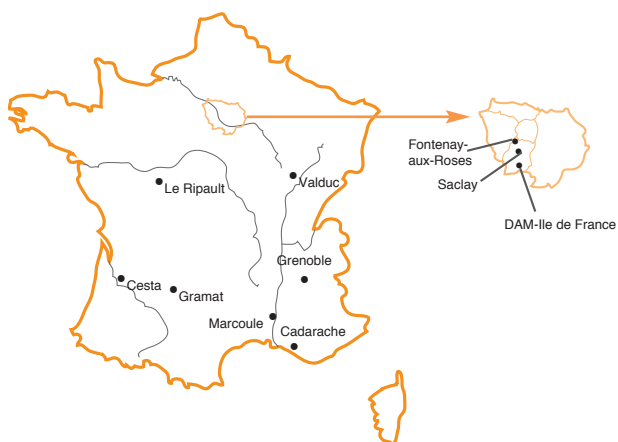 Fontenay-
aux-Roses
Saclay
DAM-Ile de France
Le Ripault
Valduc
Grenoble
Cesta
Gramat
Marcoule
Cadarache